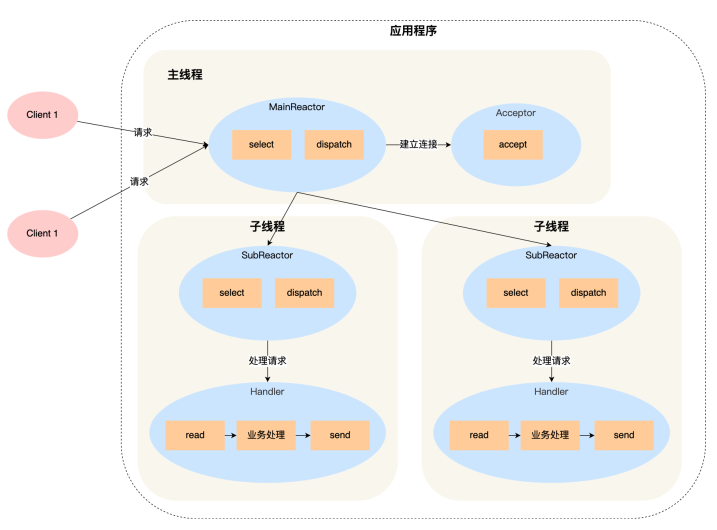 应用程序
主线程
MainReactor
select
dispatch
建立连接
Acceptor
accept
Client 1
请求
请求
Client 1
子线程
SubReactor
select
dispatch
处理请求
Handler
read
业务处理
send
子线程
SubReactor
select
dispatch
处理请求
Handler
read
业务处理
send